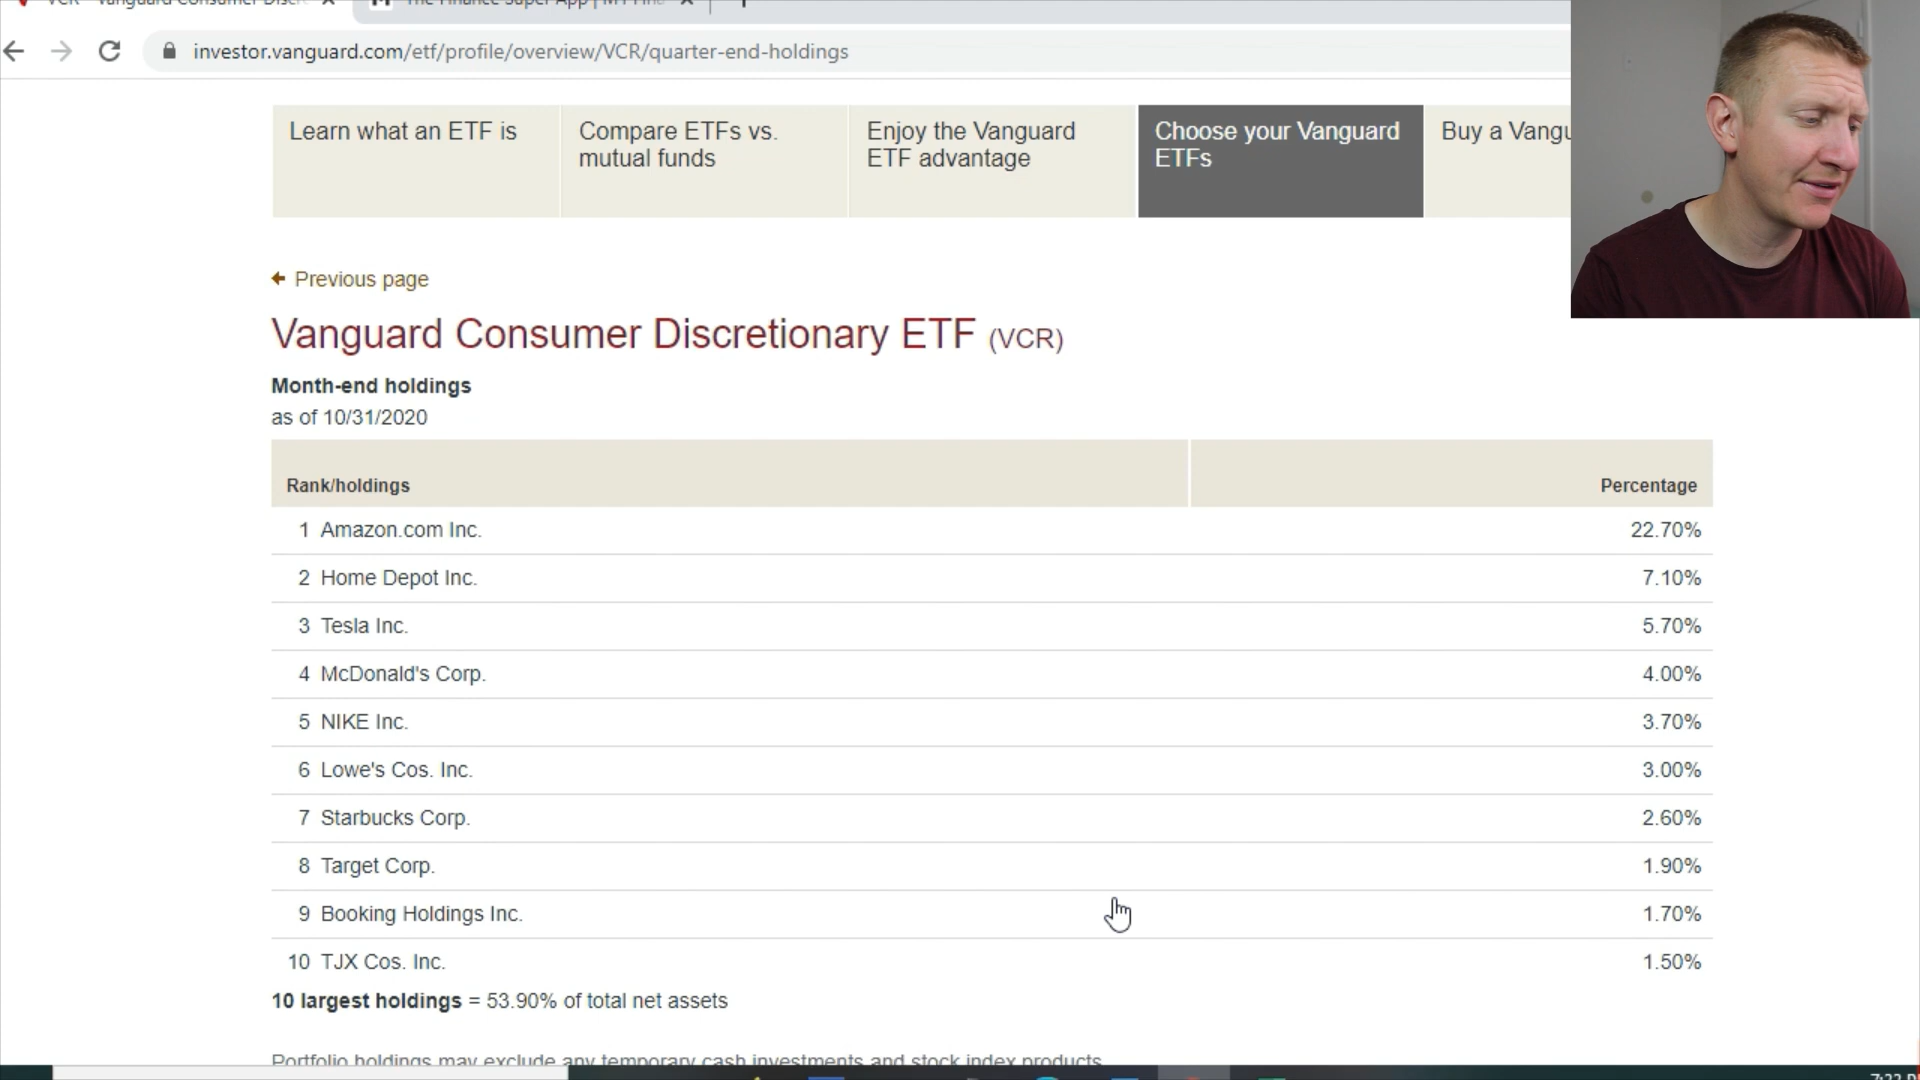 investor.vanguard.com/etf/profile/overview/VCR/quarter-end-holdings
Learn what an ETF is
Compare ETFs vs.
mutual funds
Enjoy the Vanguard
ETF advantage
Choose your Vanguard
ETFs
Buy a
Previous page
Vanguard Consumer Discretionary ETF (VCR)
Month-end holdings
as of 10/31/2020
Rank/holdings Percentage
1 Amazon.com Inc. 22.70%
2 Home Depot Inc. 7.10%
3 Tesla Inc. 5.70%
4 McDonald's Corp. 4.00%
5 NIKE Inc. 3.70%
6 Lowe's Cos. Inc. 3.00%
7 Starbucks Corp. 2.60%
8 Target Corp. 1.90%
9 Booking Holdings Inc. 1.70%
10 TJX Cos. Inc. 1.50%
10 largest holdings = 53.90% of total net assets
Portfolio holdings may exclude any temporary cash investments and stock index products.